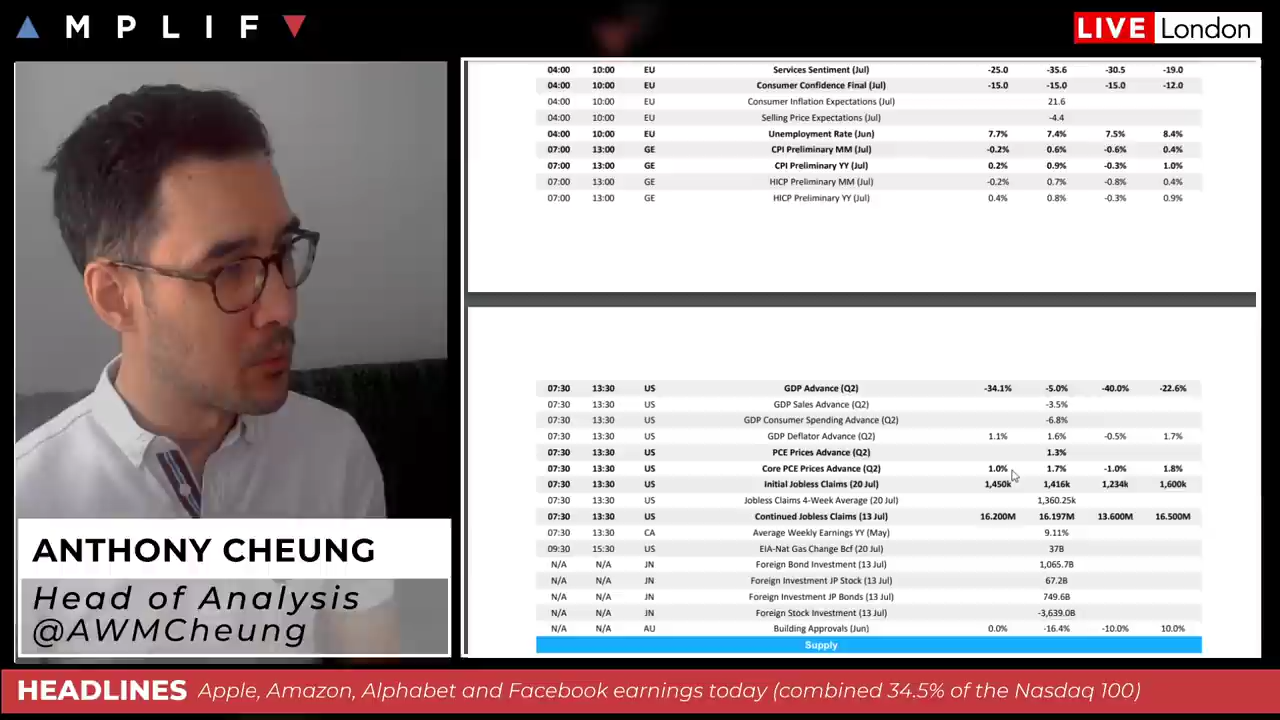 AMPLIFY
LIVE London
04:00 10:00 EU Services Sentiment (Jul) -25.0 -35.6 -30.5 -19.0
04:00 10:00 EU Consumer Confidence Final (Jul) -15.0 -15.0 -15.0 -12.0
04:00 10:00 EU Consumer Inflation Expectations (Jul) 21.6
04:00 10:00 EU Selling Price Expectations (Jul) -4.4
04:00 10:00 EU Unemployment Rate (Jun) 7.7% 7.4% 7.5% 8.4%
07:00 13:00 GE CPI Preliminary MM (Jul) -0.2% 0.6% -0.6% 0.4%
07:00 13:00 GE CPI Preliminary YY (Jul) 0.2% 0.9% -0.3% 1.0%
07:00 13:00 GE HICP Preliminary MM (Jul) -0.2% 0.7% -0.8% 0.4%
07:00 13:00 GE HICP Preliminary YY (Jul) 0.4% 0.8% -0.3% 0.9%
07:30 13:30 US GDP Advance (Q2) -34.1% -5.0% -40.0% -22.6%
07:30 13:30 US GDP Sales Advance (Q2) -3.5%
07:30 13:30 US GDP Consumer Spending Advance (Q2) -6.8%
07:30 13:30 US GDP Deflator Advance (Q2) 1.1% 1.6% -0.5% 1.7%
07:30 13:30 US PCE Prices Advance (Q2) 1.3%
07:30 13:30 US Core PCE Prices Advance (Q2) 1.0% 1.7% -1.0% 1.8%
07:30 13:30 US Initial Jobless Claims (20 Jul) 1,450k 1,416k 1,234k 1,600k
07:30 13:30 US Jobless Claims 4-Week Average (20 Jul) 1,360.25k
07:30 13:30 US Continued Jobless Claims (13 Jul) 16.200M 16.197M 13.600M 16.500M
07:30 13:30 CA Average Weekly Earnings YY (May) 9.11%
09:30 15:30 US EIA-Nat Gas Change Bcf (20 Jul) 37B
N/A N/A JN Foreign Bond Investment (13 Jul) 1,065.7B
N/A N/A JN Foreign Investment JP Stock (13 Jul) 67.2B
N/A N/A JN Foreign Investment JP Bonds (13 Jul) 749.6B
N/A N/A JN Foreign Stock Investment (13 Jul) -3,639.0B
N/A N/A AU Building Approvals (Jun) 0.0% -16.4% -10.0% 10.0%
Supply
ANTHONY CHEUNG
Head of Analysis
@AWMCheung
HEADLINES Apple, Amazon, Alphabet and Facebook earnings today (combined 34.5% of the Nasdaq 100)